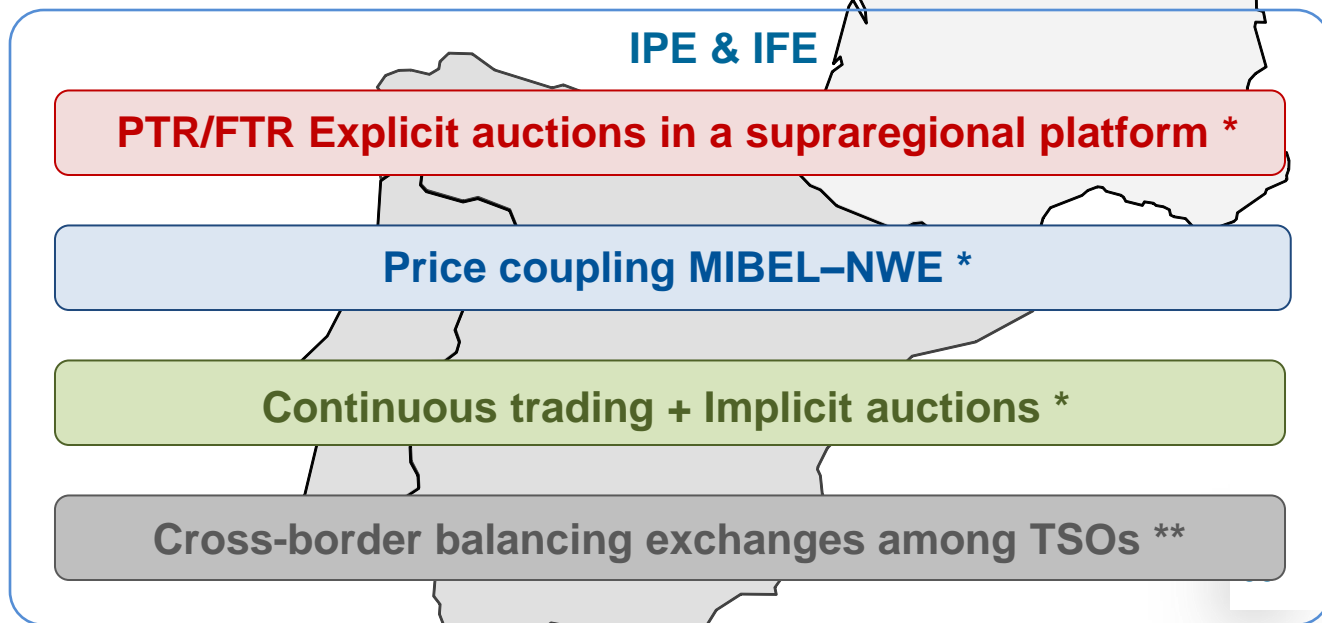 IPE & IFE
PTR/FTR Explicit auctions in a supraregional platform *
Price coupling MIBEL–NWE *
Continuous trading + Implicit auctions *
Cross-border balancing exchanges among TSOs **